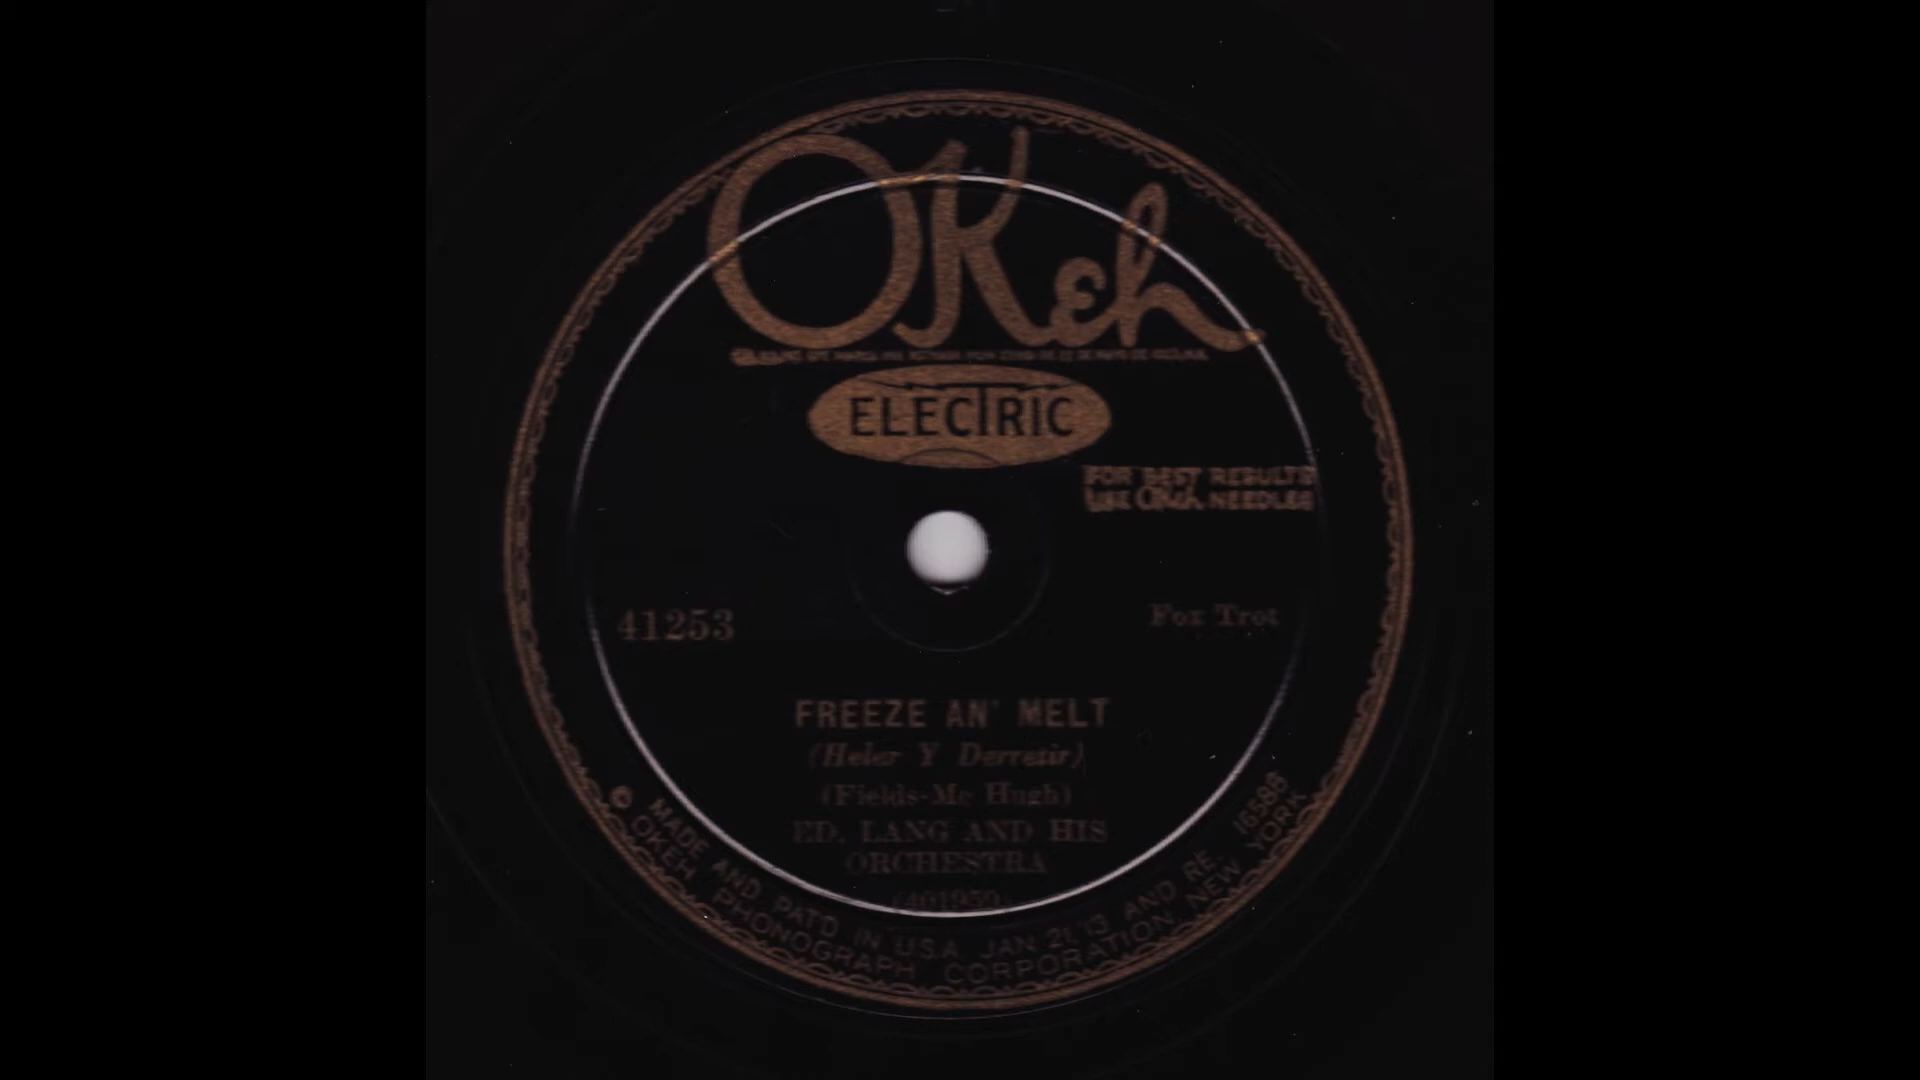 OKeh
ELECTRIC
FOR BEST RESULTS
USE OKeh NEEDLES
41253
Fox Trot
FREEZE AN' MELT
(Helar Y Derretir)
(Fields-Mc Hugh)
ED. LANG AND HIS
ORCHESTRA
(401959)
MADE AND PAT'D IN U.S.A. JAN 21, '13 AND RE. 16588
OKEH PHONOGRAPH CORPORATION, NEW YORK